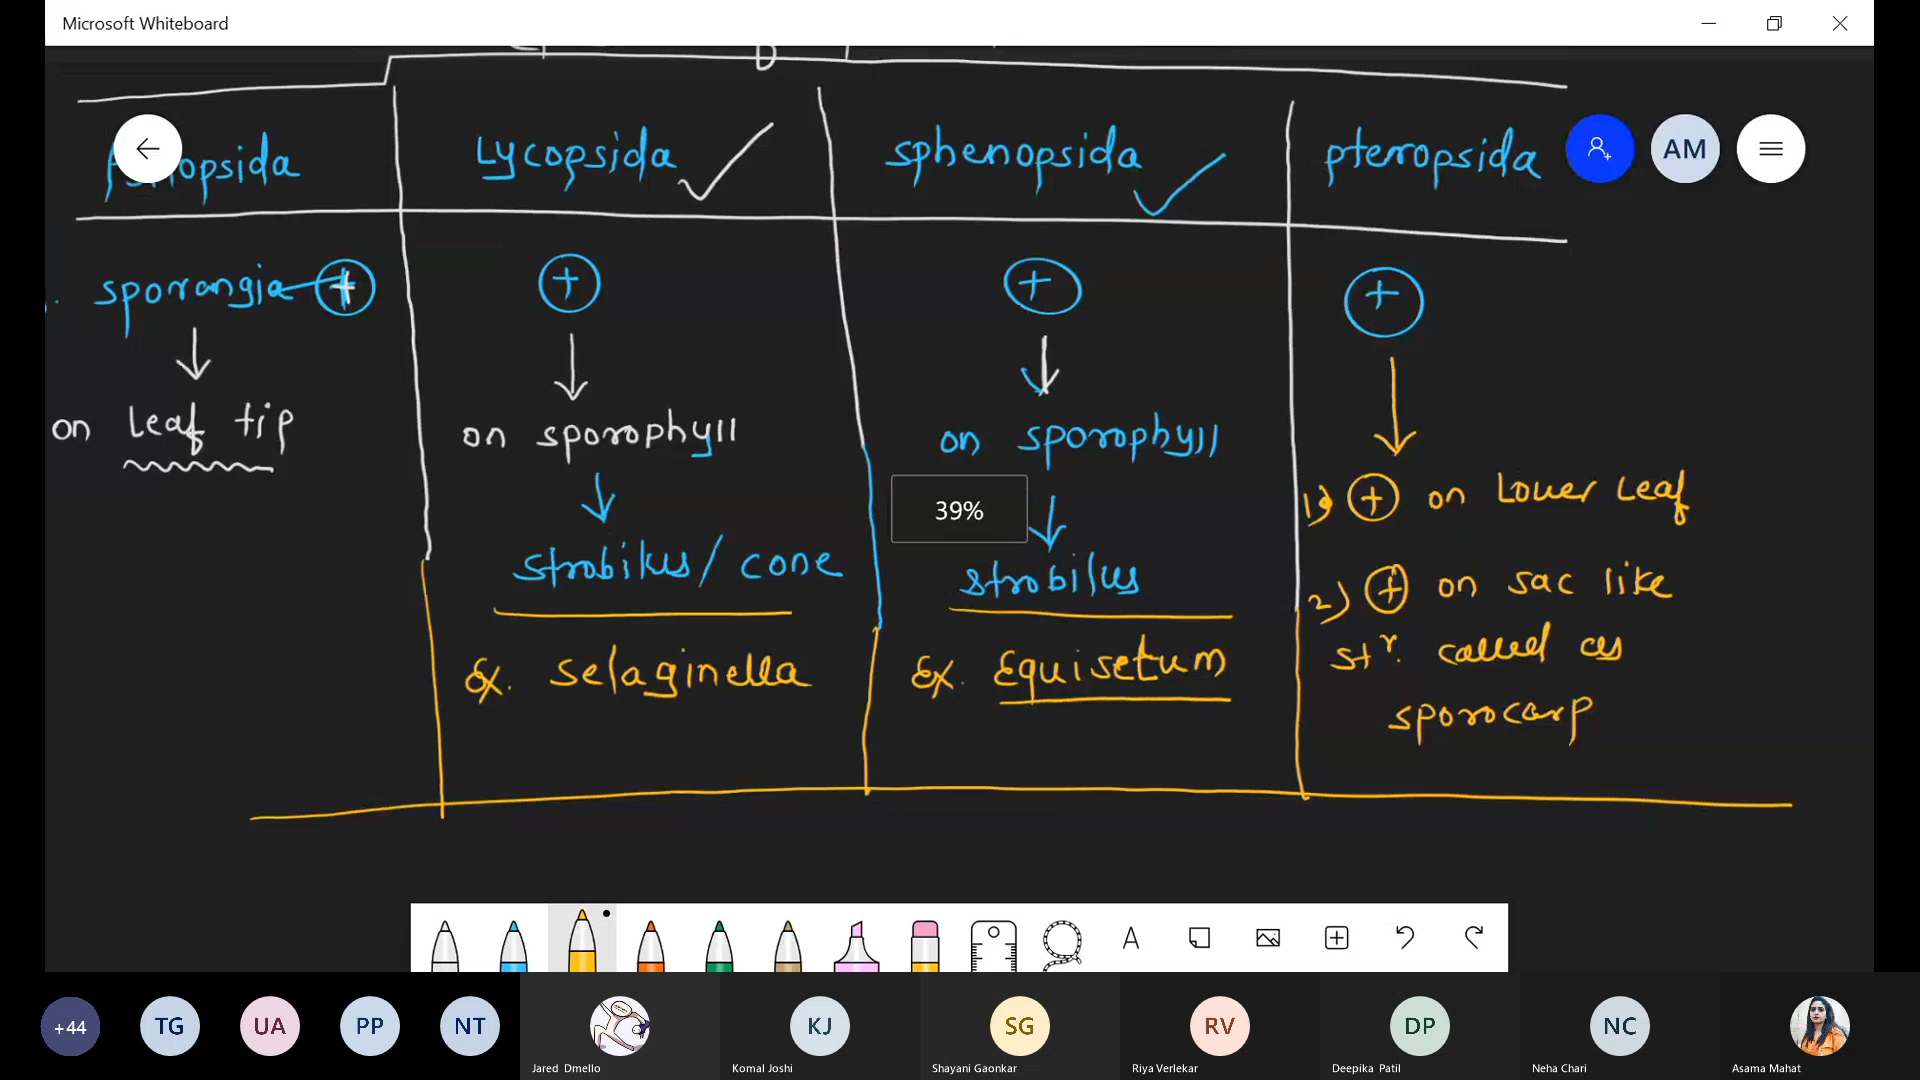 Microsoft Whiteboard
opsida
Lycopsida
sphenopsida
pteropsida
AM
sporangia +
+
+
+
on leaf tip
on sporophyll
on sporophyll
1) + on Lower Leaf
39%
strobilus / cone
strobilus
2) + on sac like
str. called as
sporocarp
Ex. Selaginella
Ex. Equisetum
A
+44
TG
UA
PP
NT
KJ
SG
RV
DP
NC
Jared Dmello
Komal Joshi
Shayani Gaonkar
Riya Verlekar
Deepika Patil
Neha Chari
Asama Mahat